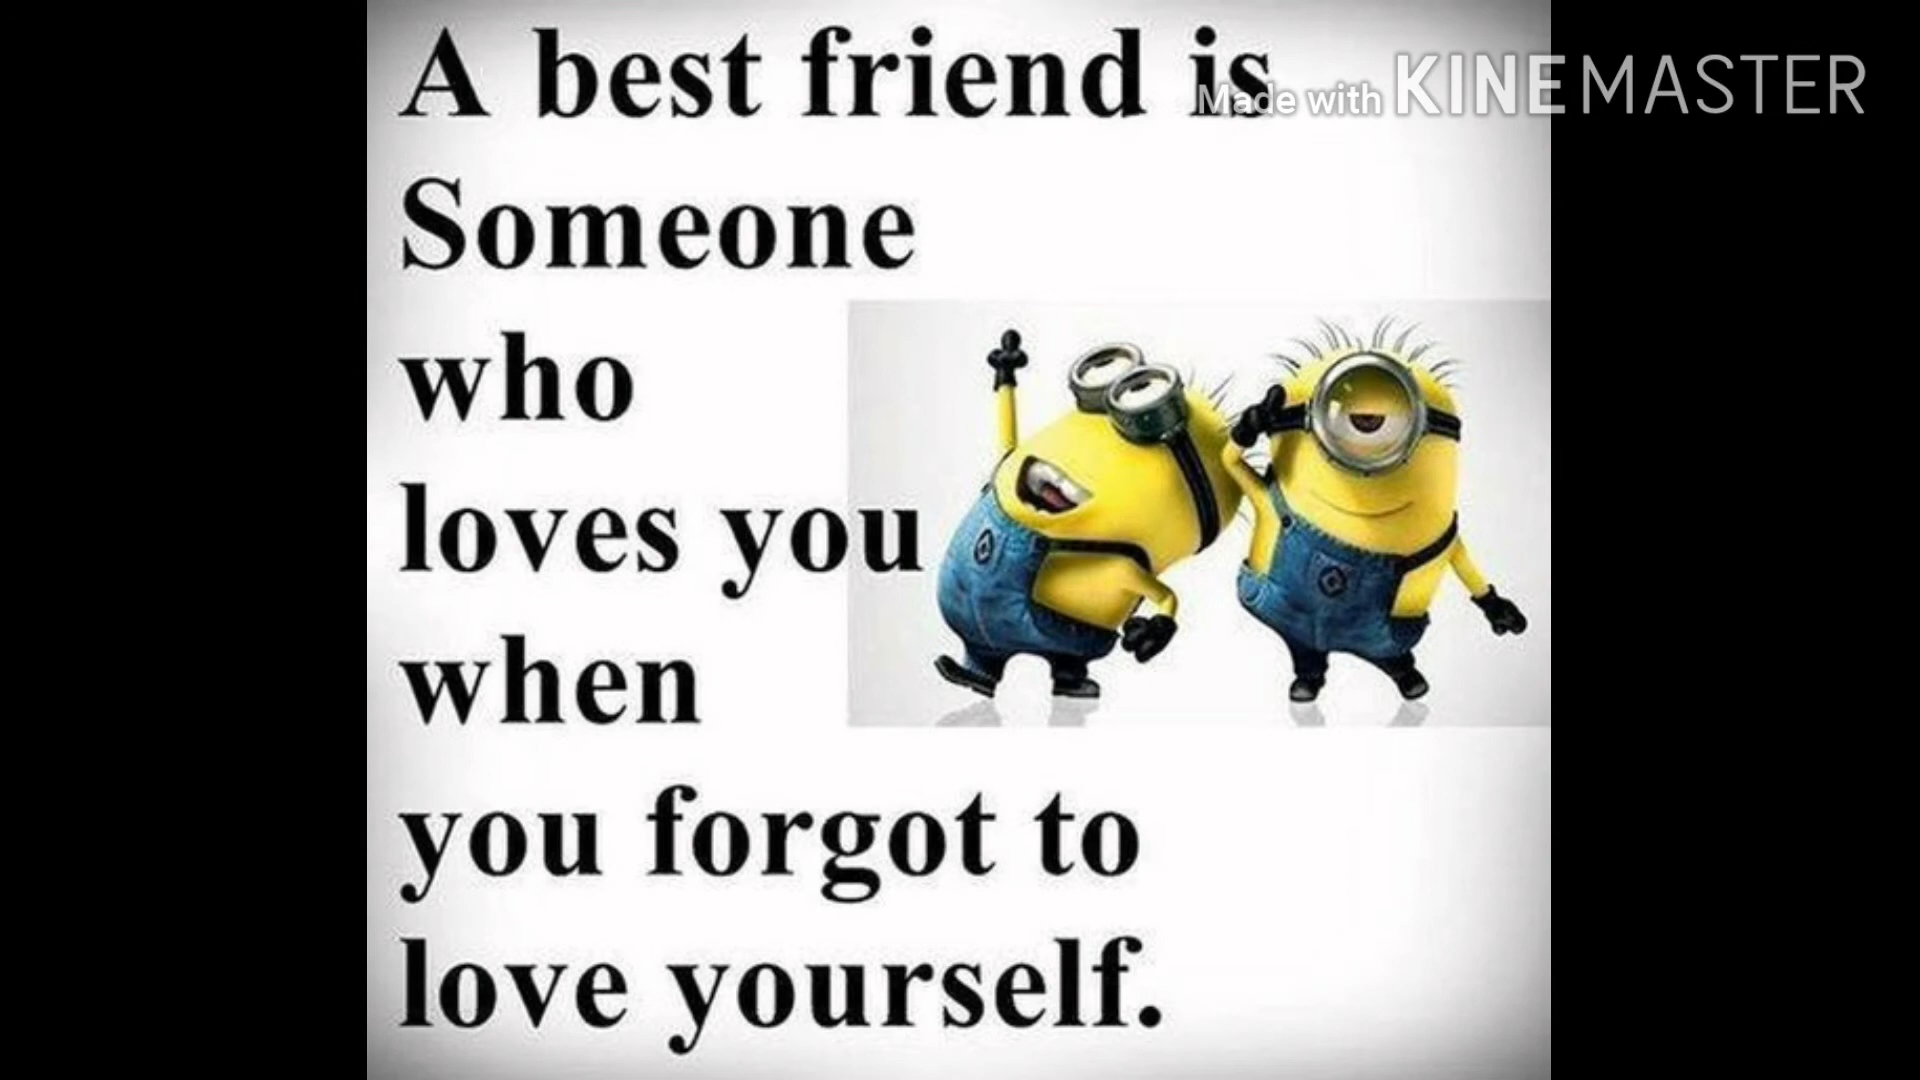 A best friend is
Made with KINEMASTER
Someone
who
loves you
when
you forgot to
love yourself.